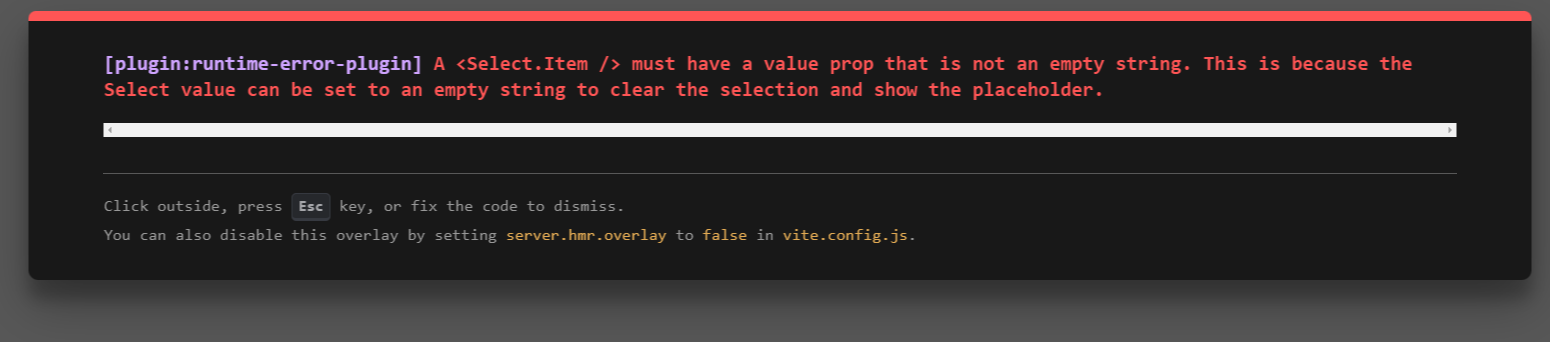 [plugin:runtime-error-plugin] A <Select.Item /> must have a value prop that is not an empty string. This is because the
Select value can be set to an empty string to clear the selection and show the placeholder.
Click outside, press Esc key, or fix the code to dismiss.
You can also disable this overlay by setting server.hmr.overlay to false in vite.config.js.